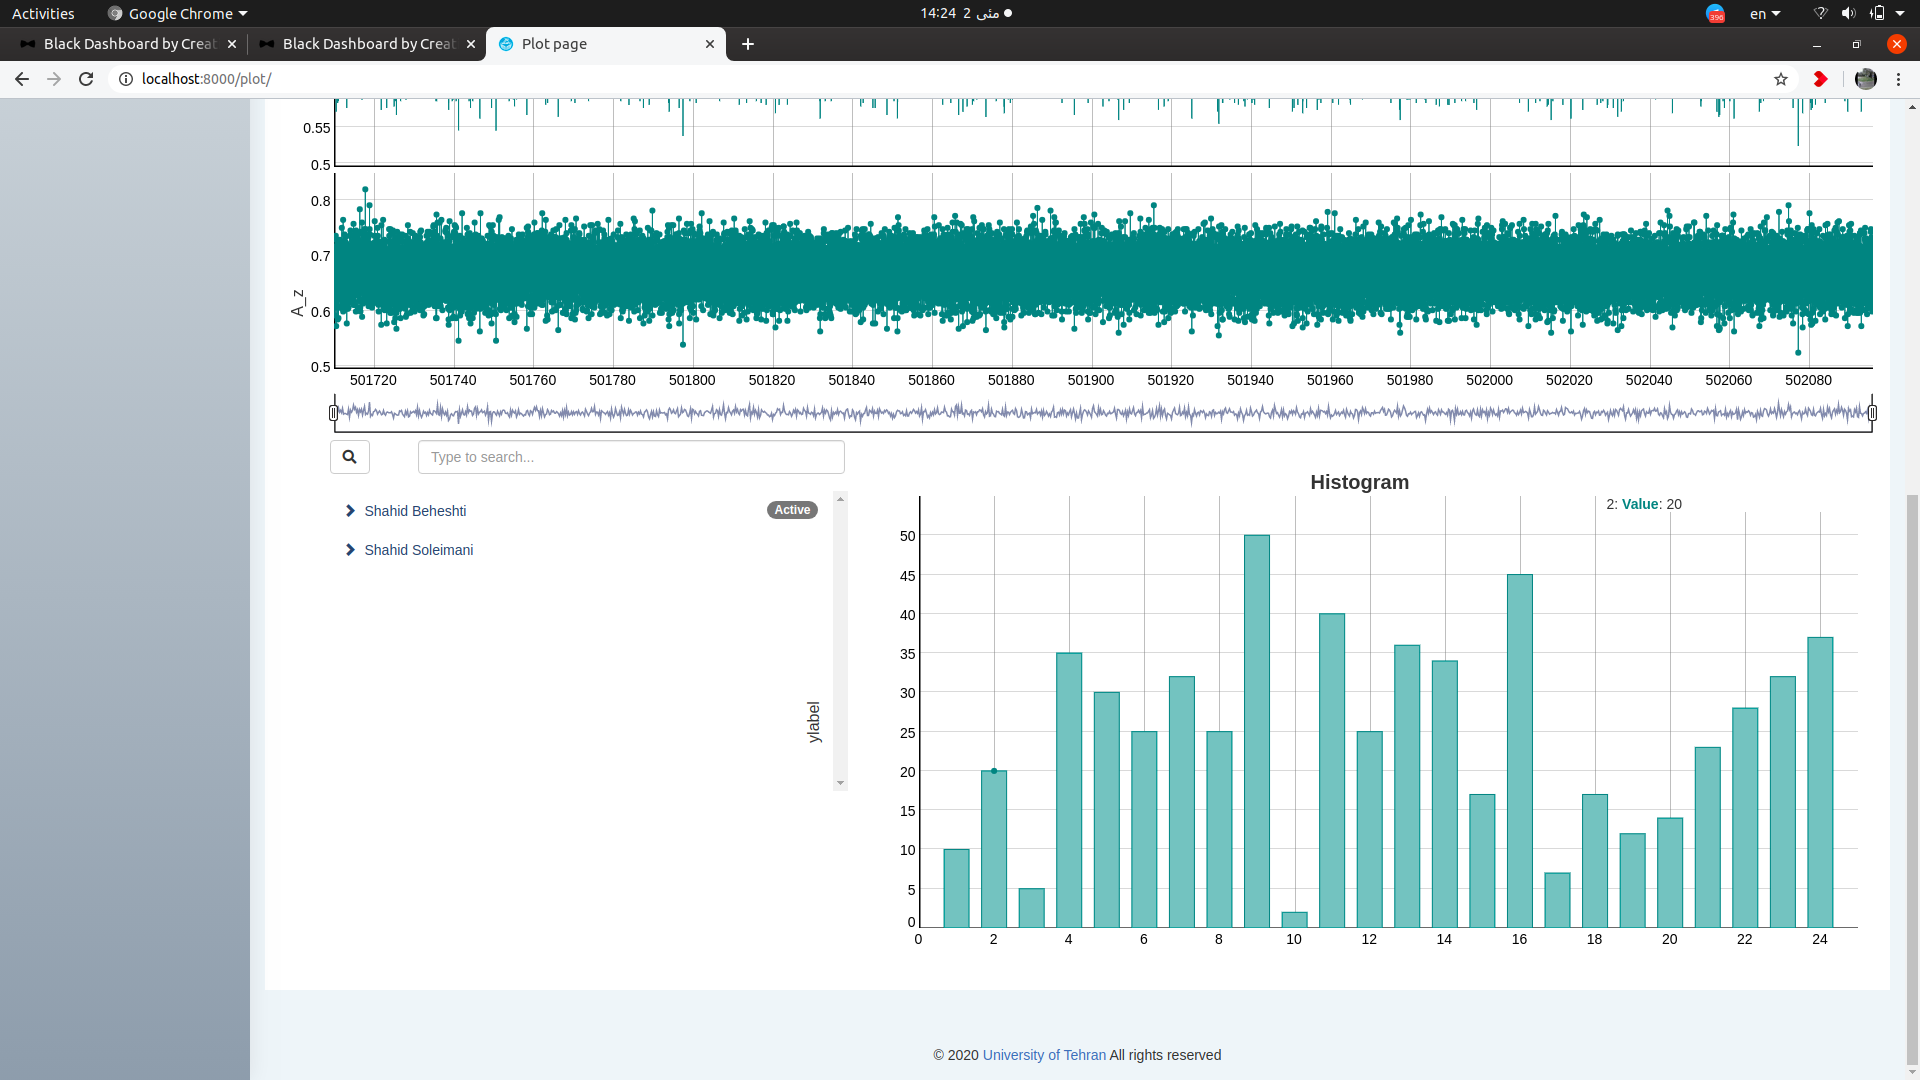 Activities
Google Chrome
14:24 2 مئی
396
en
Black Dashboard by Creat
Black Dashboard by Creat
Plot page
localhost:8000/plot/
0.55
0.5
0.8
0.7
0.6
0.5
A_z
501720 501740 501760 501780 501800 501820 501840 501860 501880 501900 501920 501940 501960 501980 502000 502020 502040 502060 502080
Type to search...
Shahid Beheshti
Active
Shahid Soleimani
Histogram
2: Value: 20
ylabel
50
45
40
35
30
25
20
15
10
5
0
0 2 4 6 8 10 12 14 16 18 20 22 24
© 2020 University of Tehran All rights reserved